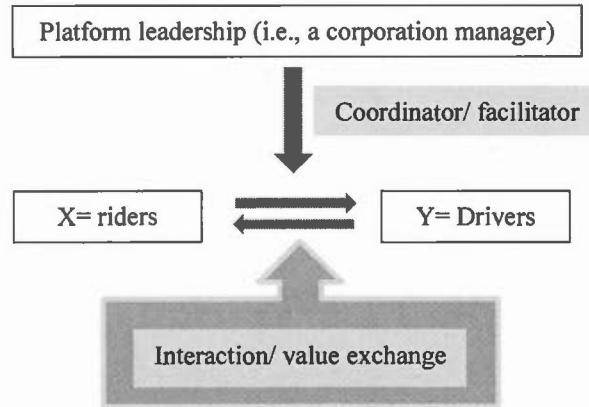 Platform leadership (i.e., a corporation manager)
Coordinator/ facilitator
X= riders
Y= Drivers
Interaction/ value exchange